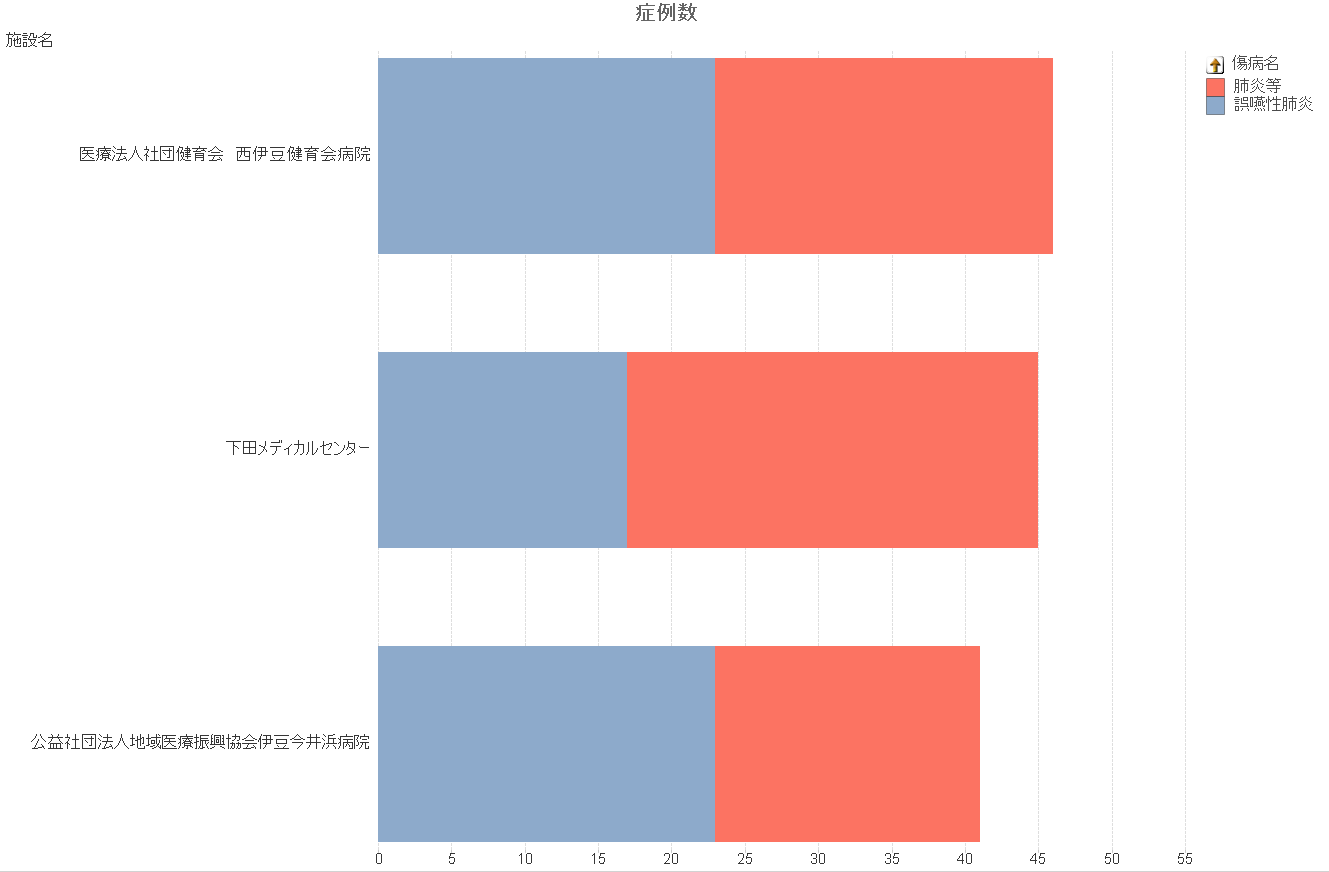 症例数
施設名
傷病名
肺炎等
誤嚥性肺炎
医療法人社団健育会　西伊豆健育会病院
下田メディカルセンター
公益社団法人地域医療振興協会伊豆今井浜病院
0 5 10 15 20 25 30 35 40 45 50 55